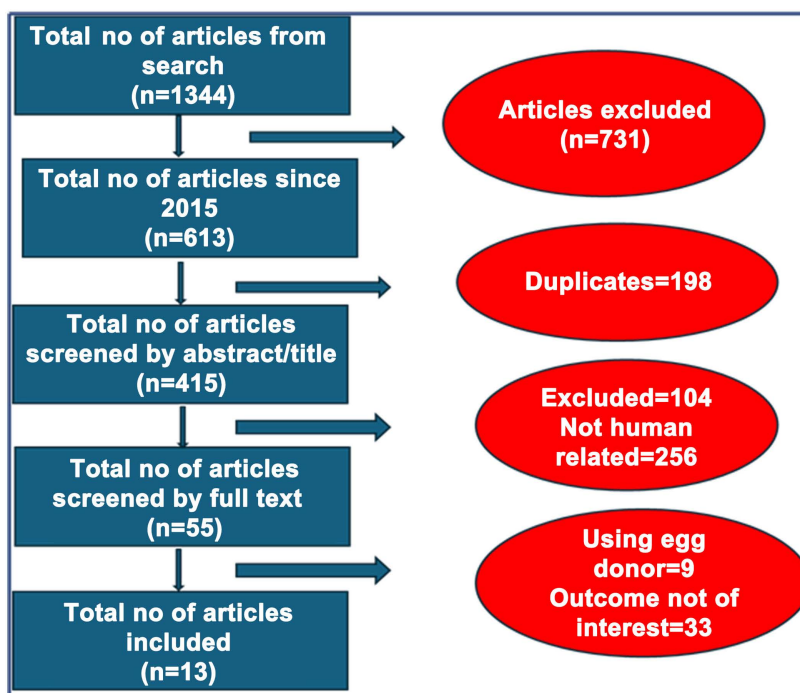 Total no of articles from
search
(n=1344)
Articles excluded
(n=731)
Total no of articles since
2015
(n=613)
Duplicates=198
Total no of articles
screened by abstract/title
(n=415)
Excluded=104
Not human
related=256
Total no of articles
screened by full text
(n=55)
Using egg
donor=9
Outcome not of
interest=33
Total no of articles
included
(n=13)